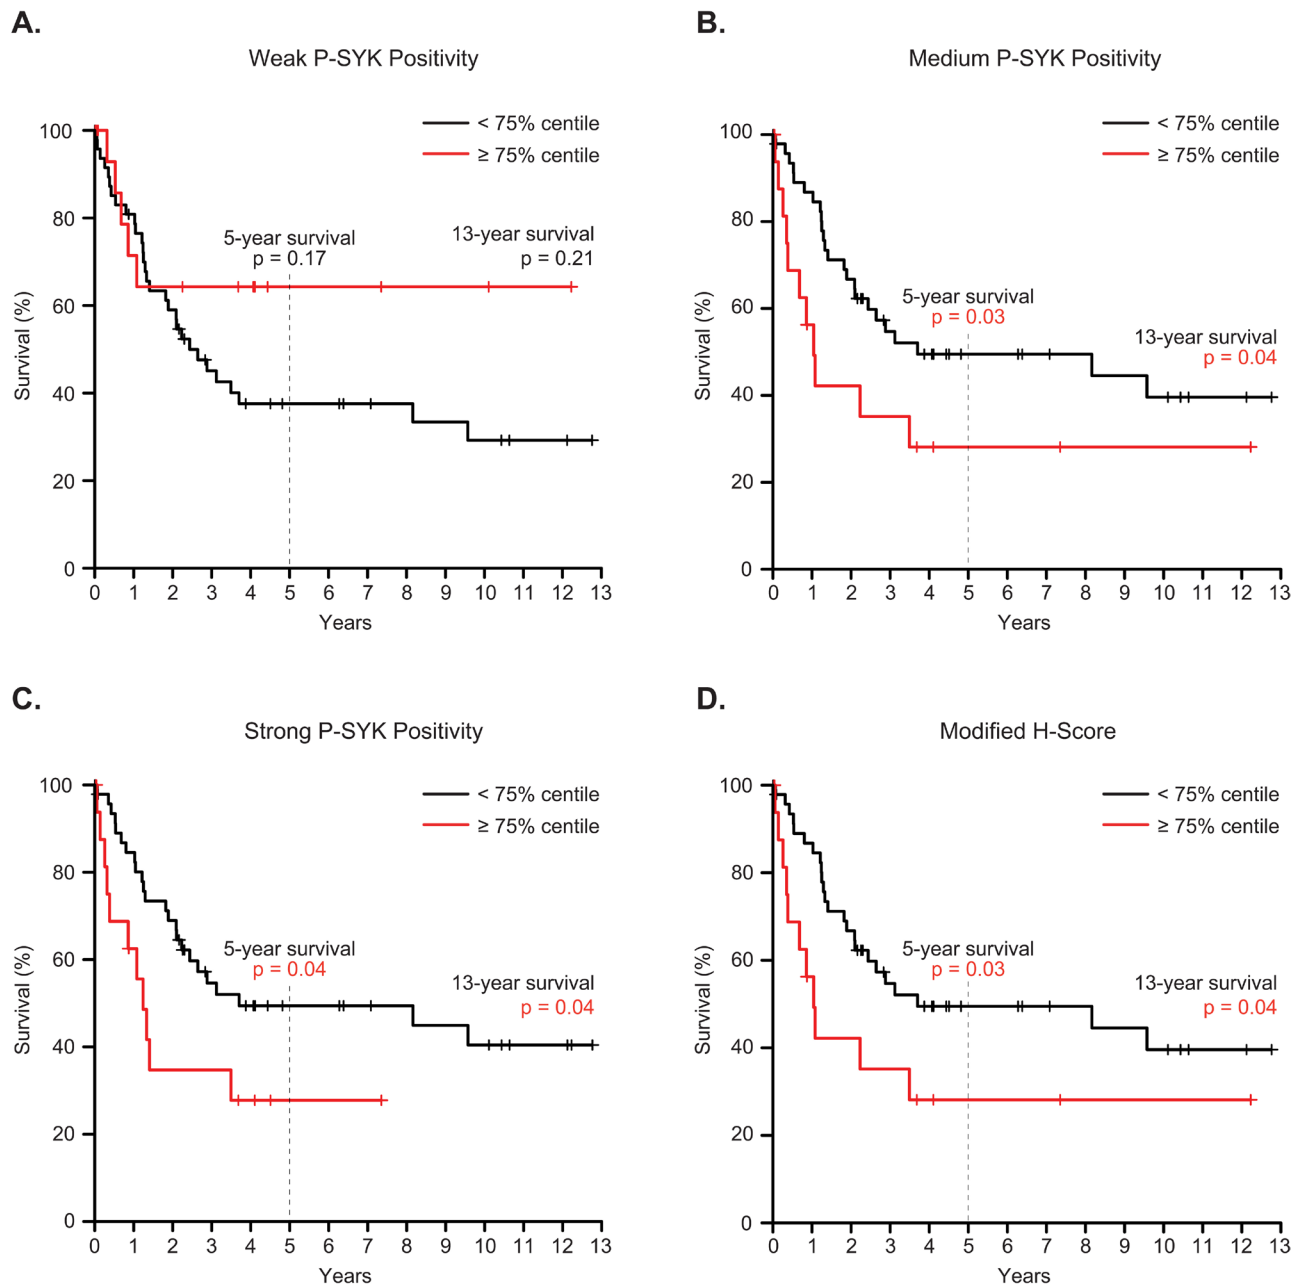 A.
Weak P-SYK Positivity
< 75% centile
≥ 75% centile
5-year survival
p = 0.17
13-year survival
p = 0.21
Survival (%)
100
80
60
40
20
0
0 1 2 3 4 5 6 7 8 9 10 11 12 13
Years
B.
Medium P-SYK Positivity
< 75% centile
≥ 75% centile
5-year survival
p = 0.03
13-year survival
p = 0.04
Survival (%)
100
80
60
40
20
0
0 1 2 3 4 5 6 7 8 9 10 11 12 13
Years
C.
Strong P-SYK Positivity
< 75% centile
≥ 75% centile
5-year survival
p = 0.04
13-year survival
p = 0.04
Survival (%)
100
80
60
40
20
0
0 1 2 3 4 5 6 7 8 9 10 11 12 13
Years
D.
Modified H-Score
< 75% centile
≥ 75% centile
5-year survival
p = 0.03
13-year survival
p = 0.04
Survival (%)
100
80
60
40
20
0
0 1 2 3 4 5 6 7 8 9 10 11 12 13
Years